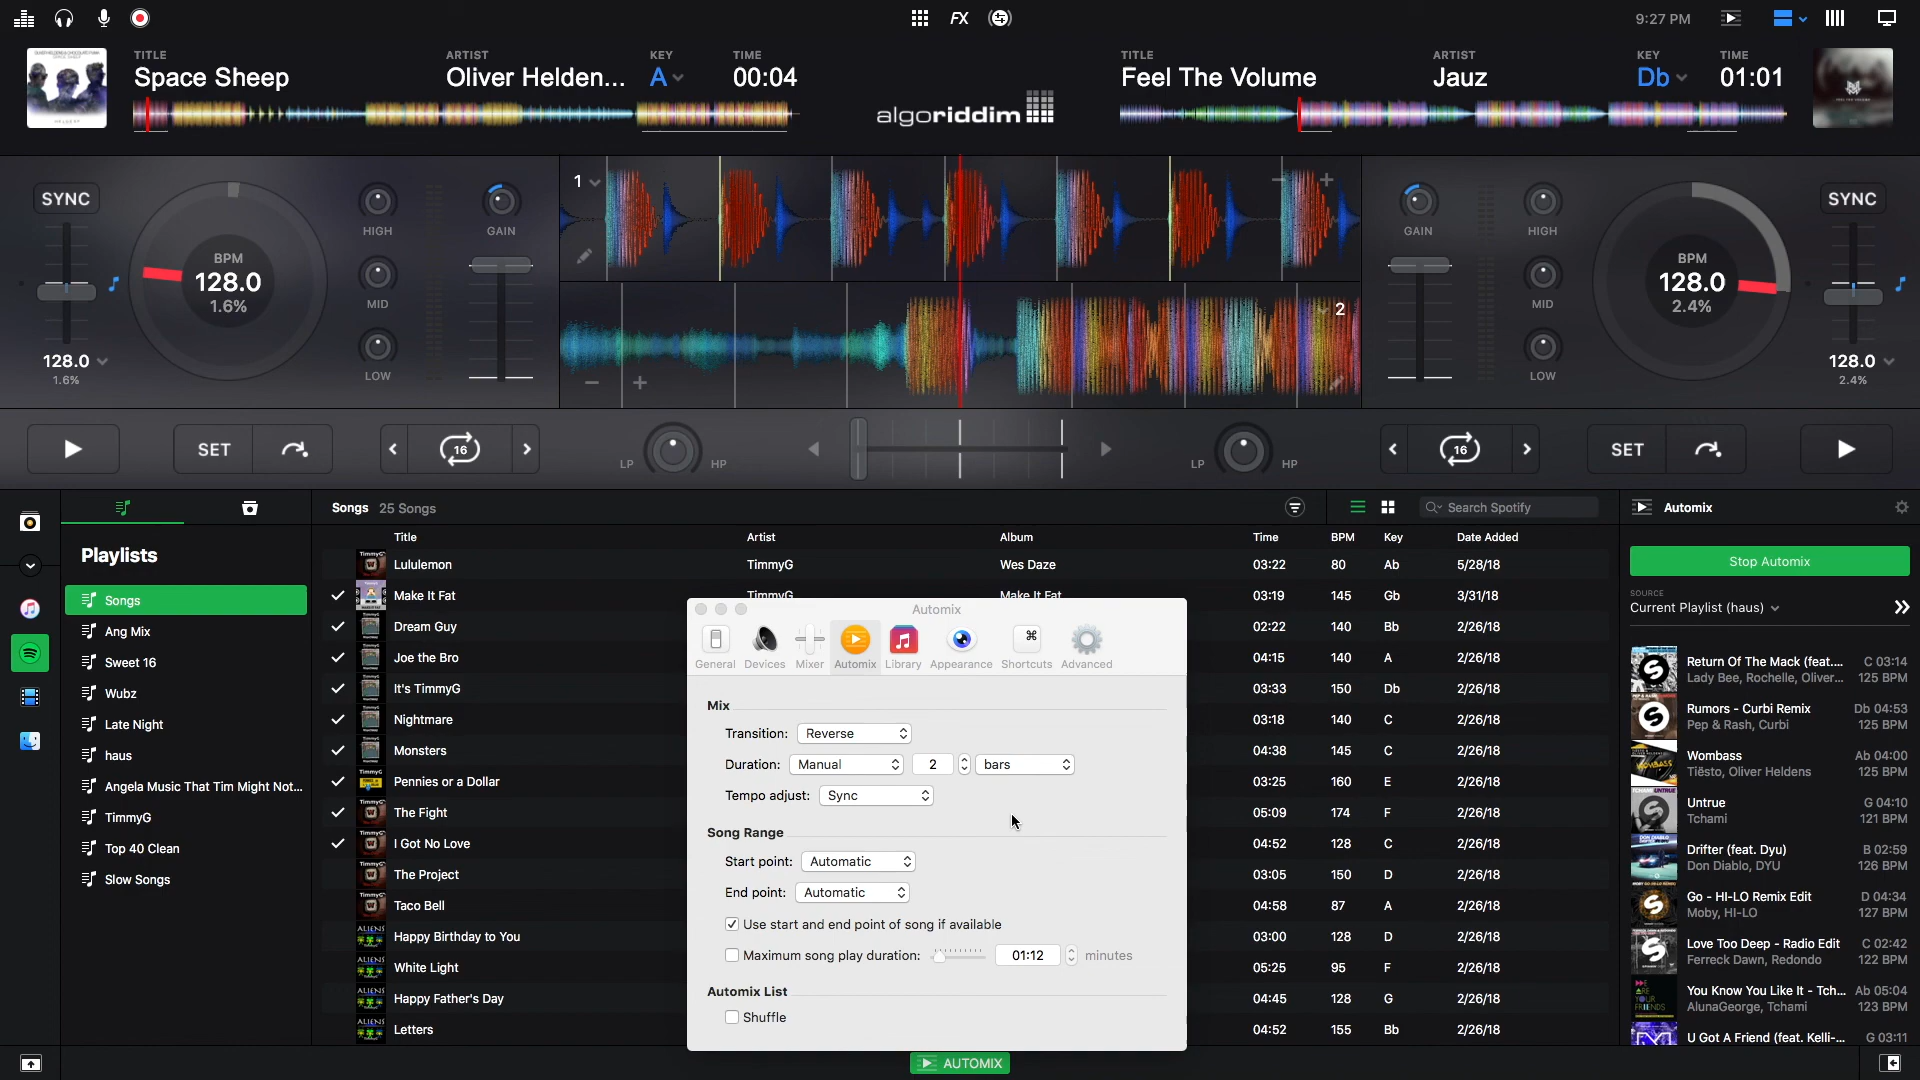 FX
9:27 PM
TITLE ARTIST KEY TIME
Space Sheep Oliver Helden... A 00:04
TITLE ARTIST KEY TIME
Feel The Volume Jauz Db 01:01
algoriddim
SYNC
BPM
128.0
1.6%
128.0
1.6%
HIGH
MID
LOW
GAIN
1
2
GAIN
HIGH
MID
LOW
BPM
128.0
2.4%
SYNC
128.0
2.4%
SET 16 LP HP LP HP 16 SET
Playlists
Songs
Ang Mix
Sweet 16
Wubz
Late Night
haus
Angela Music That Tim Might Not...
TimmyG
Top 40 Clean
Slow Songs
Songs 25 Songs Search Spotify
Title Artist Album Time BPM Key Date Added
Lululemon TimmyG Wes Daze 03:22 80 Ab 5/28/18
Make It Fat TimmyG Make It Fat 03:19 145 Gb 3/31/18
Dream Guy 02:22 140 Bb 2/26/18
Joe the Bro 04:15 140 A 2/26/18
It's TimmyG 03:33 150 Db 2/26/18
Nightmare 03:18 140 C 2/26/18
Monsters 04:38 145 C 2/26/18
Pennies or a Dollar 03:25 160 E 2/26/18
The Fight 05:09 174 F 2/26/18
I Got No Love 04:52 128 C 2/26/18
The Project 03:05 150 D 2/26/18
Taco Bell 04:58 87 A 2/26/18
Happy Birthday to You 03:00 128 D 2/26/18
White Light 05:25 95 F 2/26/18
Happy Father's Day 04:45 128 G 2/26/18
Letters 04:52 155 Bb 2/26/18
Automix
General Devices Mixer Automix Library Appearance Shortcuts Advanced
Mix
Transition: Reverse
Duration: Manual 2 bars
Tempo adjust: Sync
Song Range
Start point: Automatic
End point: Automatic
Use start and end point of song if available
Maximum song play duration: 01:12 minutes
Automix List
Shuffle
AUTOMIX
Automix
Stop Automix
SOURCE
Current Playlist (haus)
Return Of The Mack (feat.... C 03:14
Lady Bee, Rochelle, Oliver... 125 BPM
Rumors - Curbi Remix Db 04:53
Pep & Rash, Curbi 125 BPM
Wombass Ab 04:00
Tiësto, Oliver Heldens 125 BPM
Untrue G 04:10
Tchami 121 BPM
Drifter (feat. Dyu) B 02:59
Don Diablo, DYU 126 BPM
Go - HI-LO Remix Edit D 04:34
Moby, HI-LO 127 BPM
Love Too Deep - Radio Edit C 02:42
Ferreck Dawn, Redondo 122 BPM
You Know You Like It - Tch... Ab 05:04
AlunaGeorge, Tchami 123 BPM
U Got A Friend (feat. Kelli-... G 03:11